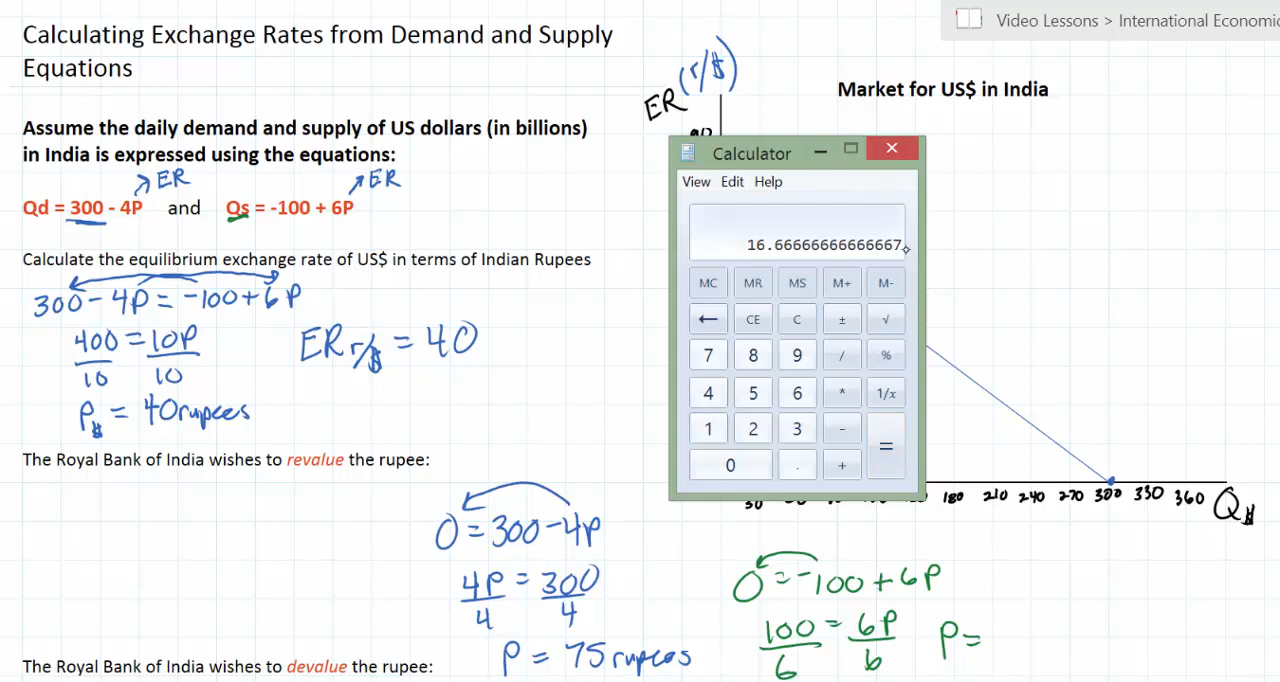 Video Lessons > International Economic
Calculating Exchange Rates from Demand and Supply
Equations
ER (r/$)
Market for US$ in India
90
Assume the daily demand and supply of US dollars (in billions)
in India is expressed using the equations:
ER
ER
Qd = 300 - 4P and Qs = -100 + 6P
Calculate the equilibrium exchange rate of US$ in terms of Indian Rupees
300 - 4P = -100 + 6P
400 = 10P
10 10
P$ = 40 rupees
ER r/$ = 40
Calculator
View Edit Help
16.66666666666667
MC MR MS M+ M-
← CE C ± √
7 8 9 / %
4 5 6 * 1/x
1 2 3 - =
0 . +
30 180 210 240 270 300 330 360 Q$
The Royal Bank of India wishes to revalue the rupee:
0 = 300 - 4P
4P = 300
4 4
P = 75 rupees
0 = -100 + 6P
100 = 6P
6 6
P =
The Royal Bank of India wishes to devalue the rupee: